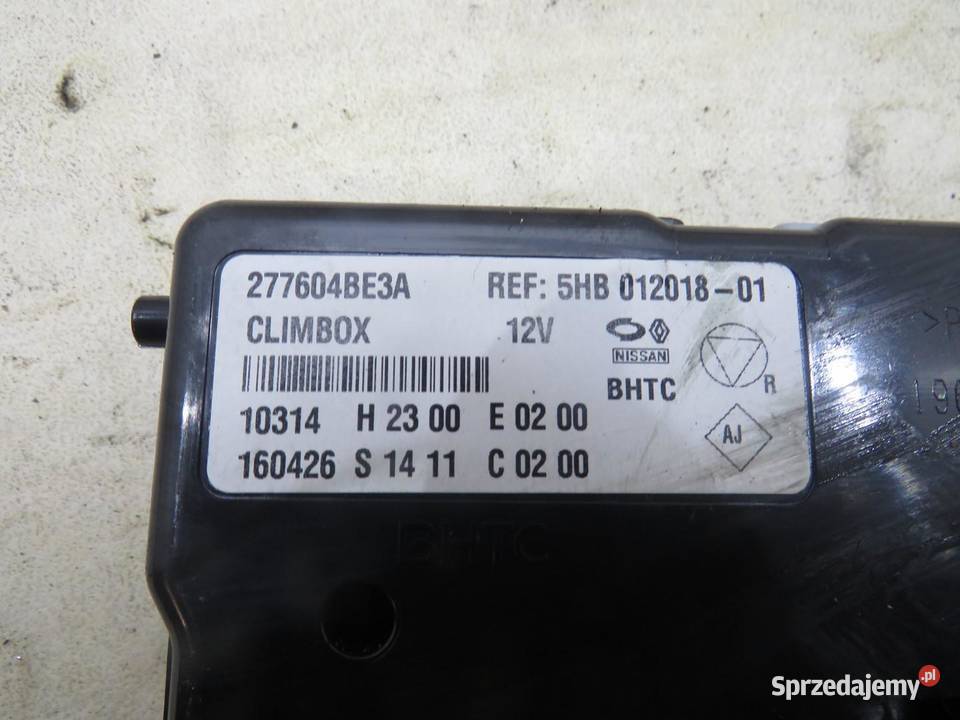 277604BE3A REF: 5HB 012018-01
CLIMBOX 12V
NISSAN
BHTC
R
10314 H 23 00 E 02 00
AJ
160426 S 14 11 C 02 00
BHTC
Sprzedajemy.pl